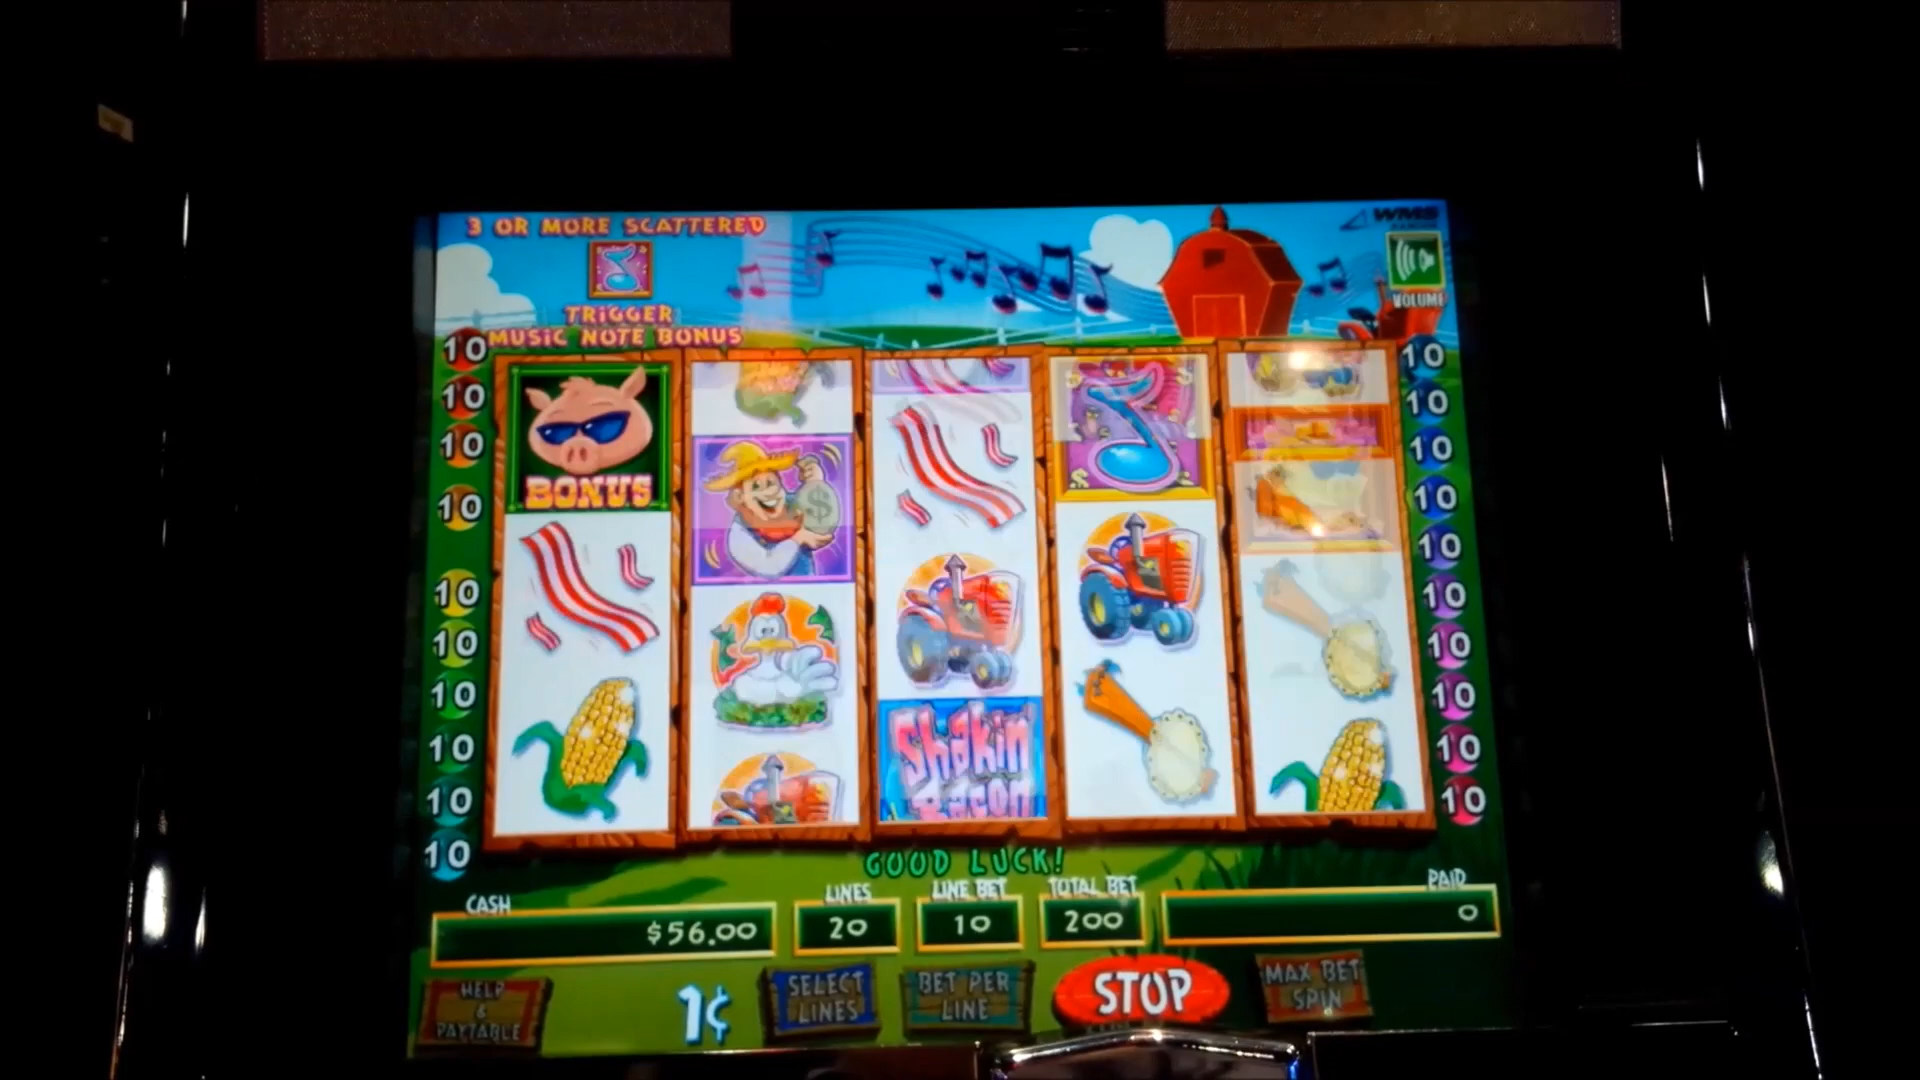 3 OR MORE SCATTERED
TRIGGER
MUSIC NOTE BONUS
WMS
VOLUME
10 10
10 10
10 10
10 10
10 10
10 10
10 10
10 10
10 10
10 10
BONUS
$
Shakin'
Bacon
GOOD LUCK!
CASH LINES LINE BET TOTAL BET PAID
$56.00 20 10 200 0
HELP
&
PAYTABLE
1¢
SELECT
LINES
BET PER
LINE
STOP
MAX BET
SPIN